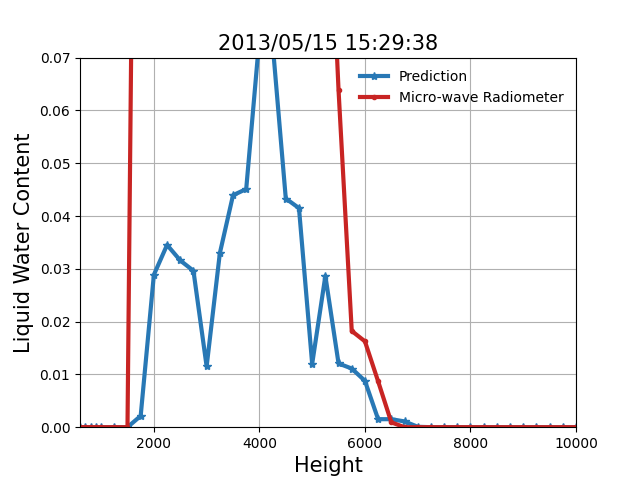 2013/05/15 15:29:38
Prediction
Micro-wave Radiometer
Liquid Water Content
0.07
0.06
0.05
0.04
0.03
0.02
0.01
0.00
2000 4000 6000 8000 10000
Height